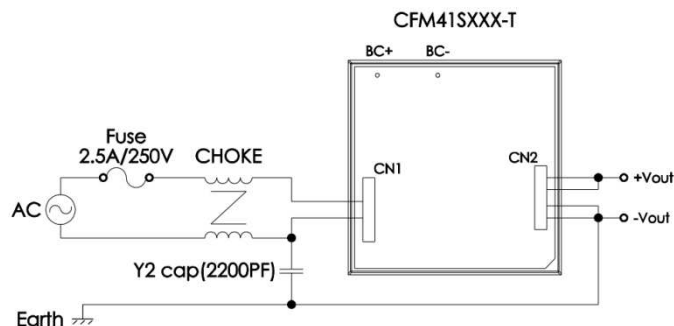 CFM41SXXX-T
BC+ BC-
Fuse
2.5A/250V
CHOKE
CN1
CN2
+Vout
AC
-Vout
Y2 cap(2200PF)
Earth